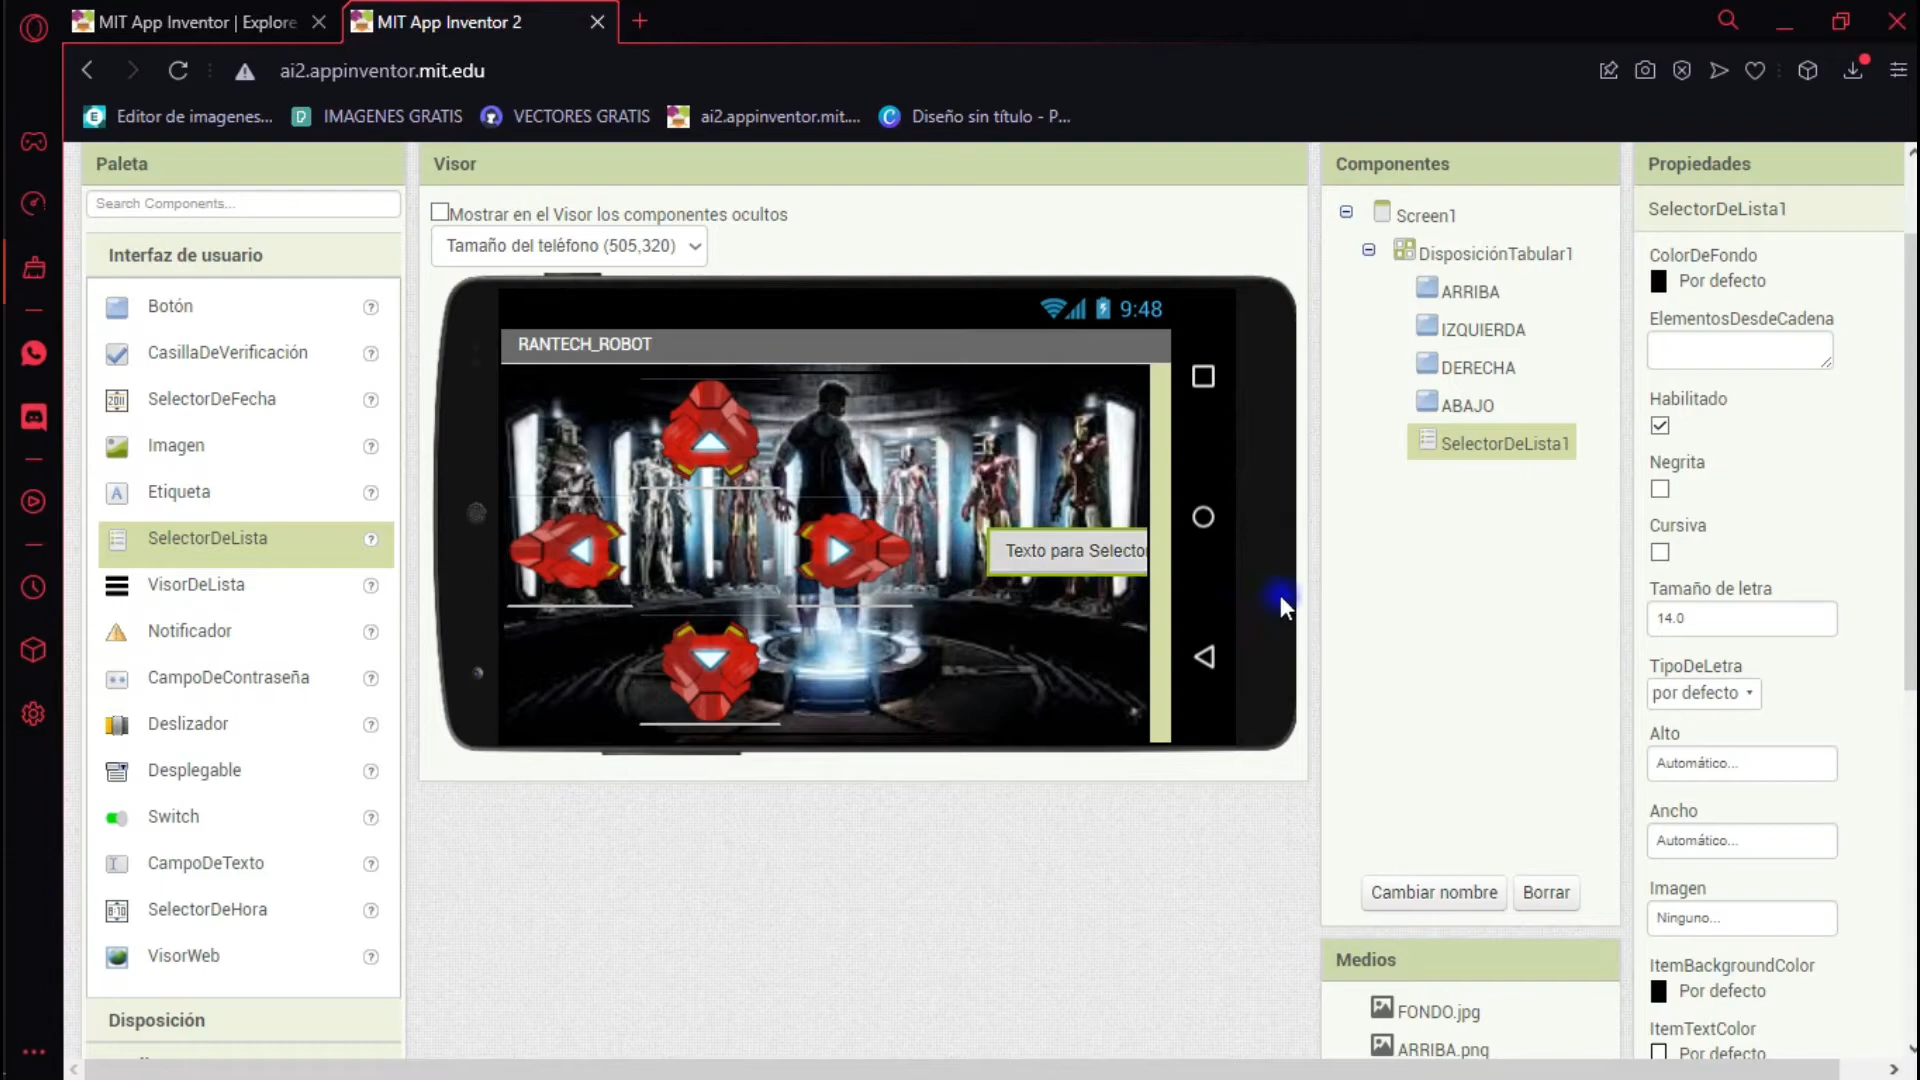 MIT App Inventor | Explore
MIT App Inventor 2
ai2.appinventor.mit.edu
Editor de imagenes...
IMAGENES GRATIS
VECTORES GRATIS
ai2.appinventor.mit....
Diseño sin título - P...
Paleta
Search Components...
Interfaz de usuario
Botón
CasillaDeVerificación
SelectorDeFecha
Imagen
Etiqueta
SelectorDeLista
VisorDeLista
Notificador
CampoDeContraseña
Deslizador
Desplegable
Switch
CampoDeTexto
SelectorDeHora
VisorWeb
Disposición
Visor
Mostrar en el Visor los componentes ocultos
Tamaño del teléfono (505,320)
9:48
RANTECH_ROBOT
Texto para Selecto
Componentes
Screen1
DisposiciónTabular1
ARRIBA
IZQUIERDA
DERECHA
ABAJO
SelectorDeLista1
Cambiar nombre
Borrar
Medios
FONDO.jpg
ARRIBA.png
Propiedades
SelectorDeLista1
ColorDeFondo
Por defecto
ElementosDesdeCadena
Habilitado
Negrita
Cursiva
Tamaño de letra
14.0
TipoDeLetra
por defecto
Alto
Automático...
Ancho
Automático...
Imagen
Ninguno...
ItemBackgroundColor
Por defecto
ItemTextColor
Por defecto